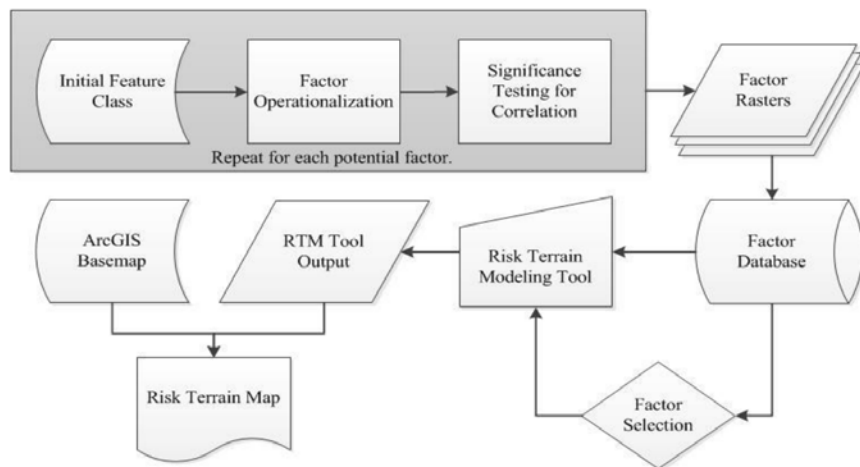 Initial Feature
Class
Factor
Operationalization
Significance
Testing for
Correlation
Repeat for each potential factor.
Factor
Rasters
ArcGIS
Basemap
RTM Tool
Output
Risk Terrain
Modeling Tool
Factor
Database
Risk Terrain Map
Factor
Selection